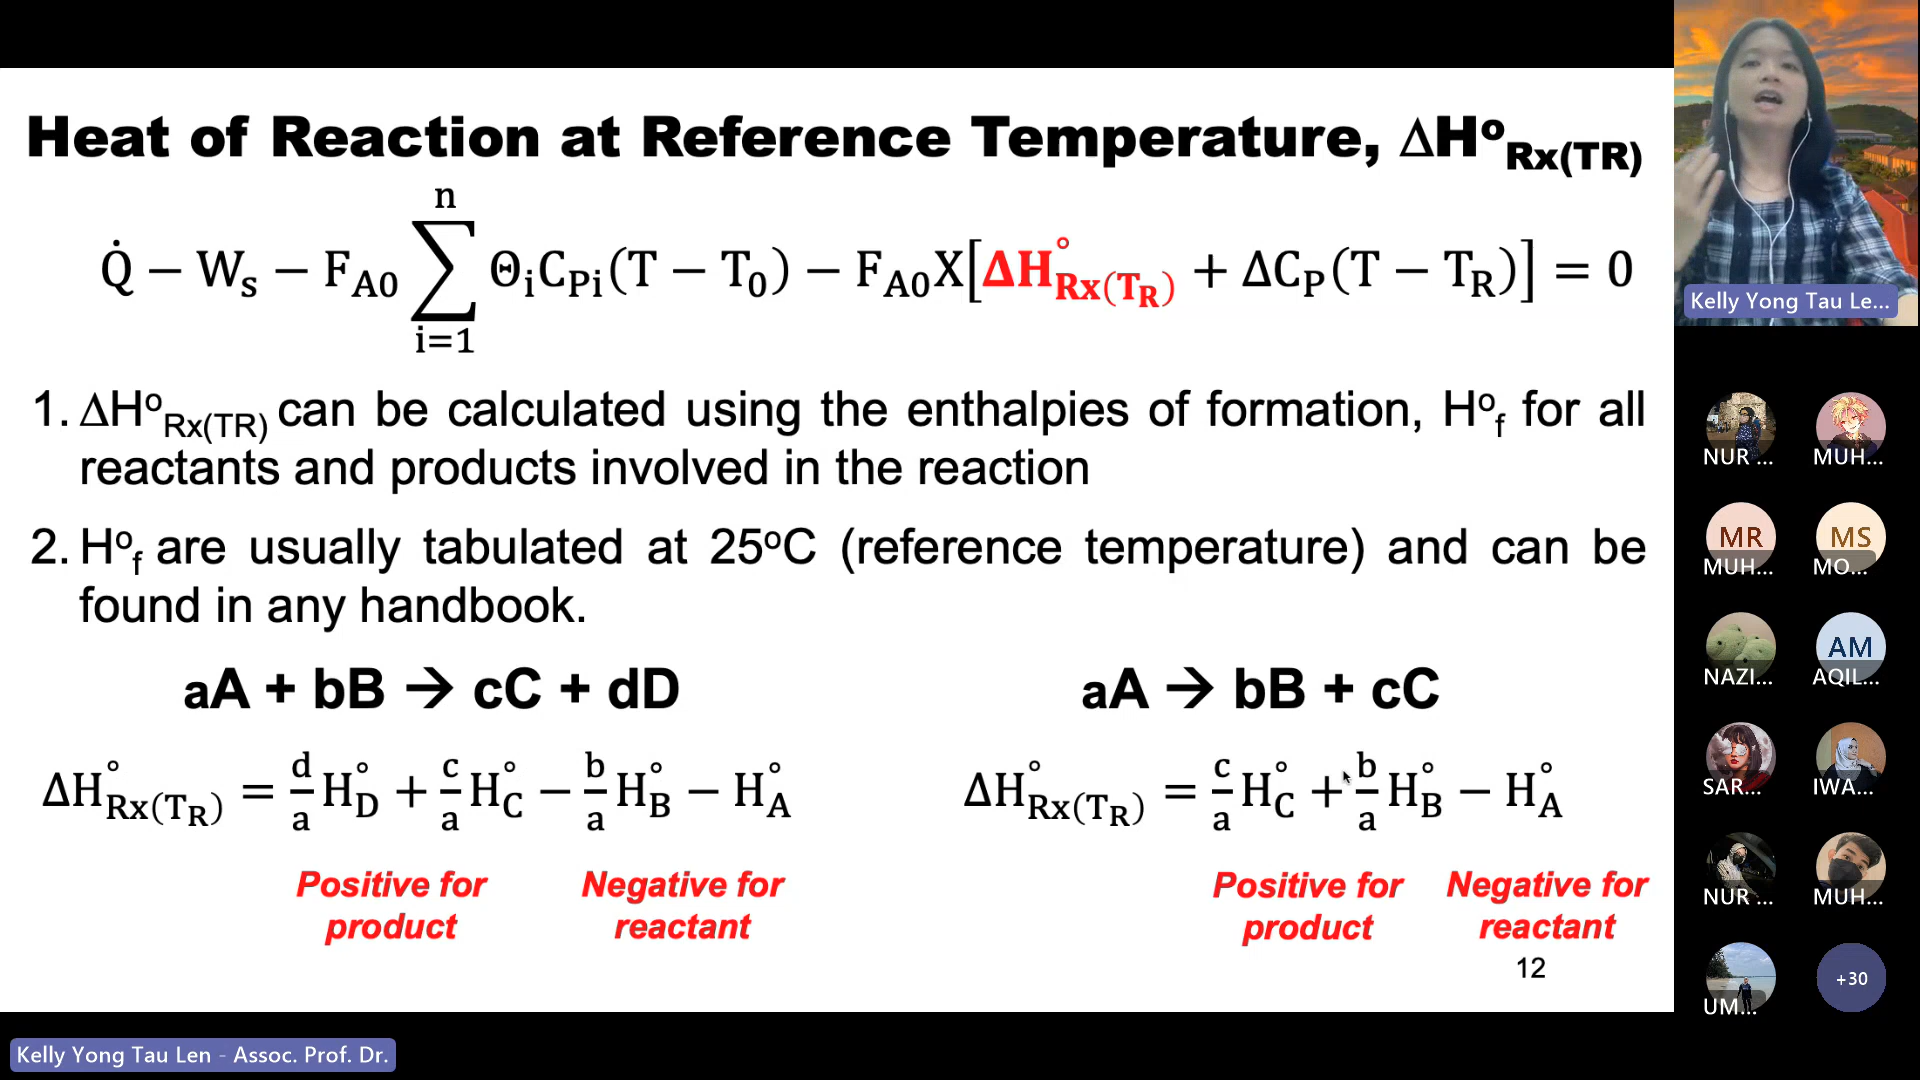 Heat of Reaction at Reference Temperature, ΔH°Rx(TR)
Q̇ − Ws − FA0 ∑ni=1 ΘiCPi(T − T0) − FA0X[ΔH°Rx(TR) + ΔCP(T − TR)] = 0
1. ΔH°Rx(TR) can be calculated using the enthalpies of formation, H°f for all
reactants and products involved in the reaction
2. H°f are usually tabulated at 25°C (reference temperature) and can be
found in any handbook.
aA + bB → cC + dD
ΔH°Rx(TR) = d/a H°D + c/a H°C − b/a H°B − H°A
Positive for
product
Negative for
reactant
aA → bB + cC
ΔH°Rx(TR) = c/a H°C + b/a H°B − H°A
Positive for
product
Negative for
reactant
12
Kelly Yong Tau Len - Assoc. Prof. Dr.
Kelly Yong Tau Le...
NUR ...
MUH...
MR
MUH...
MS
MO...
NAZI...
AM
AQIL...
SAR...
IWA...
NUR ...
MUH...
UM...
+30